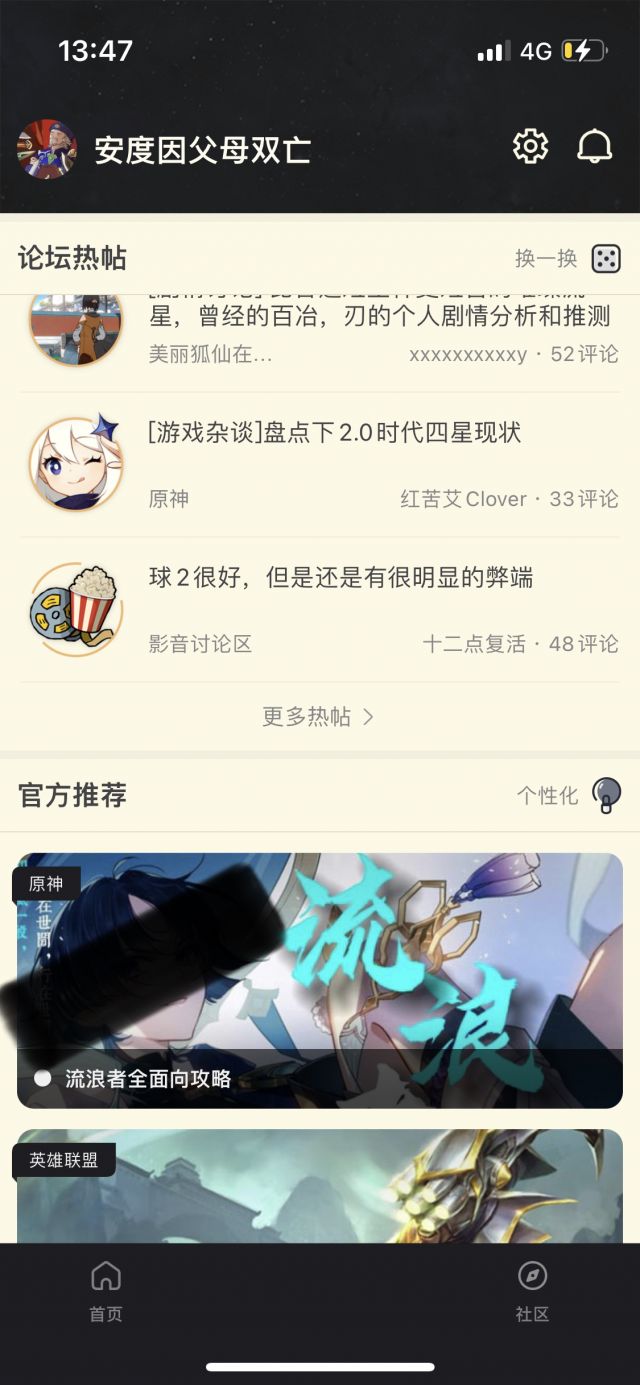 13:47
4G
安度因父母双亡
论坛热帖
换一换
星，曾经的百冶，刃的个人剧情分析和推测
美丽狐仙在...
xxxxxxxxxxy · 52评论
[游戏杂谈]盘点下2.0时代四星现状
原神
红苦艾Clover · 33评论
球2很好，但是还是有很明显的弊端
影音讨论区
十二点复活 · 48评论
更多热帖 >
官方推荐
个性化
原神
在世間，
流浪
流浪者全面向攻略
英雄联盟
首页
社区